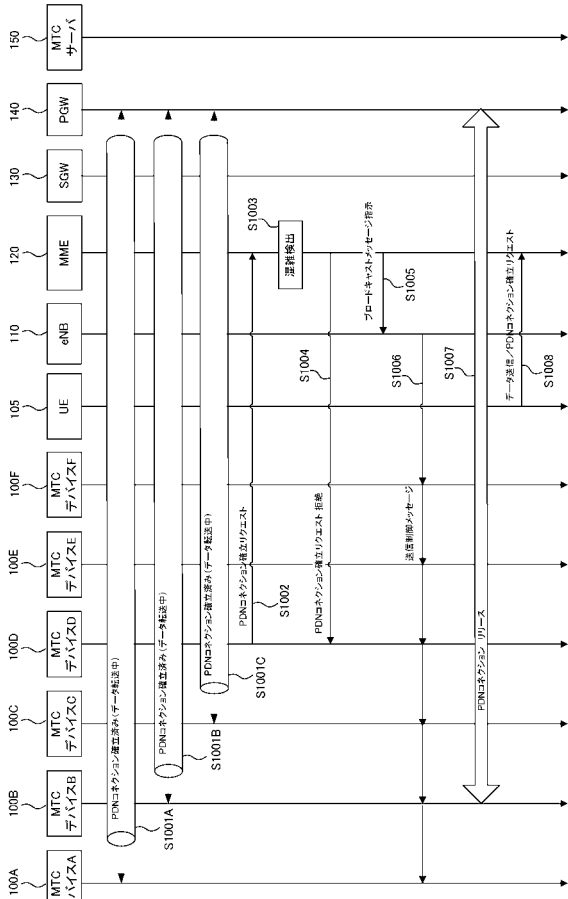 100A
100B
100C
100D
100E
100F
105
110
120
130
140
150
MTC
バイスA
MTC
デバイスB
MTC
デバイスC
MTC
デバイスD
MTC
デバイスE
MTC
デバイスF
UE
eNB
MME
SGW
PGW
MTC
サーバ
PDNコネクション確立済み(データ転送中)
S1001A
PDNコネクション確立済み(データ転送中)
S1001B
PDNコネクション確立済み(データ転送中)
S1001C
PDNコネクション確立リクエスト
S1002
混雑検出
S1003
PDNコネクション確立リクエスト 拒絶
S1004
ブロードキャストメッセージ指示
S1005
送信制御メッセージ
S1006
PDNコネクション リリース
S1007
データ送信/PDNコネクション確立リクエスト
S1008